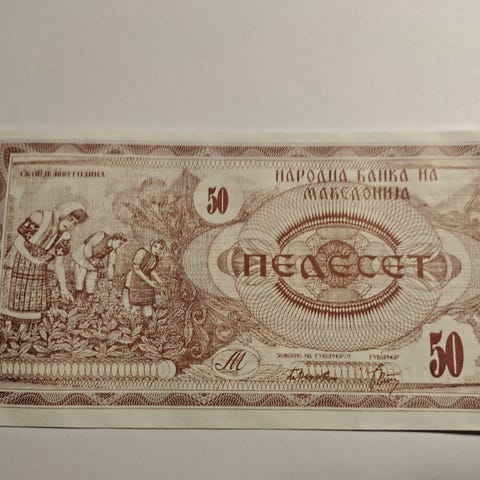 СКОПЈЕ 1992 ГОДИНА
НАРОДНА БАНКА НА
МАКЕДОНИЈА
50
ПЕДЕСЕТ
ЗАМЕНИК НА ГУВЕРНЕРОТ ГУВЕРНЕР
М
50